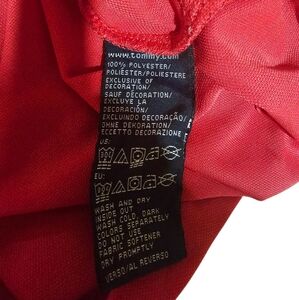 www.tommy.com
100% POLYESTER/
POLIÉSTER/POLIESTERE
EXCLUSIVE OF
DECORATION/
SAUF DÉCORATION/
EXCLUYE LA
DECORACIÓN/
EXCLUINDO DECORAÇÃO/
OHNE DEKORATION/
ECCETTO DECORAZIONE
US:
EU:
WASH AND DRY
INSIDE OUT
WASH COLD. DARK
COLORS SEPARATELY
DO NOT USE
FABRIC SOFTENER
DRY PROMPTLY
VERSO/AL REVERSO